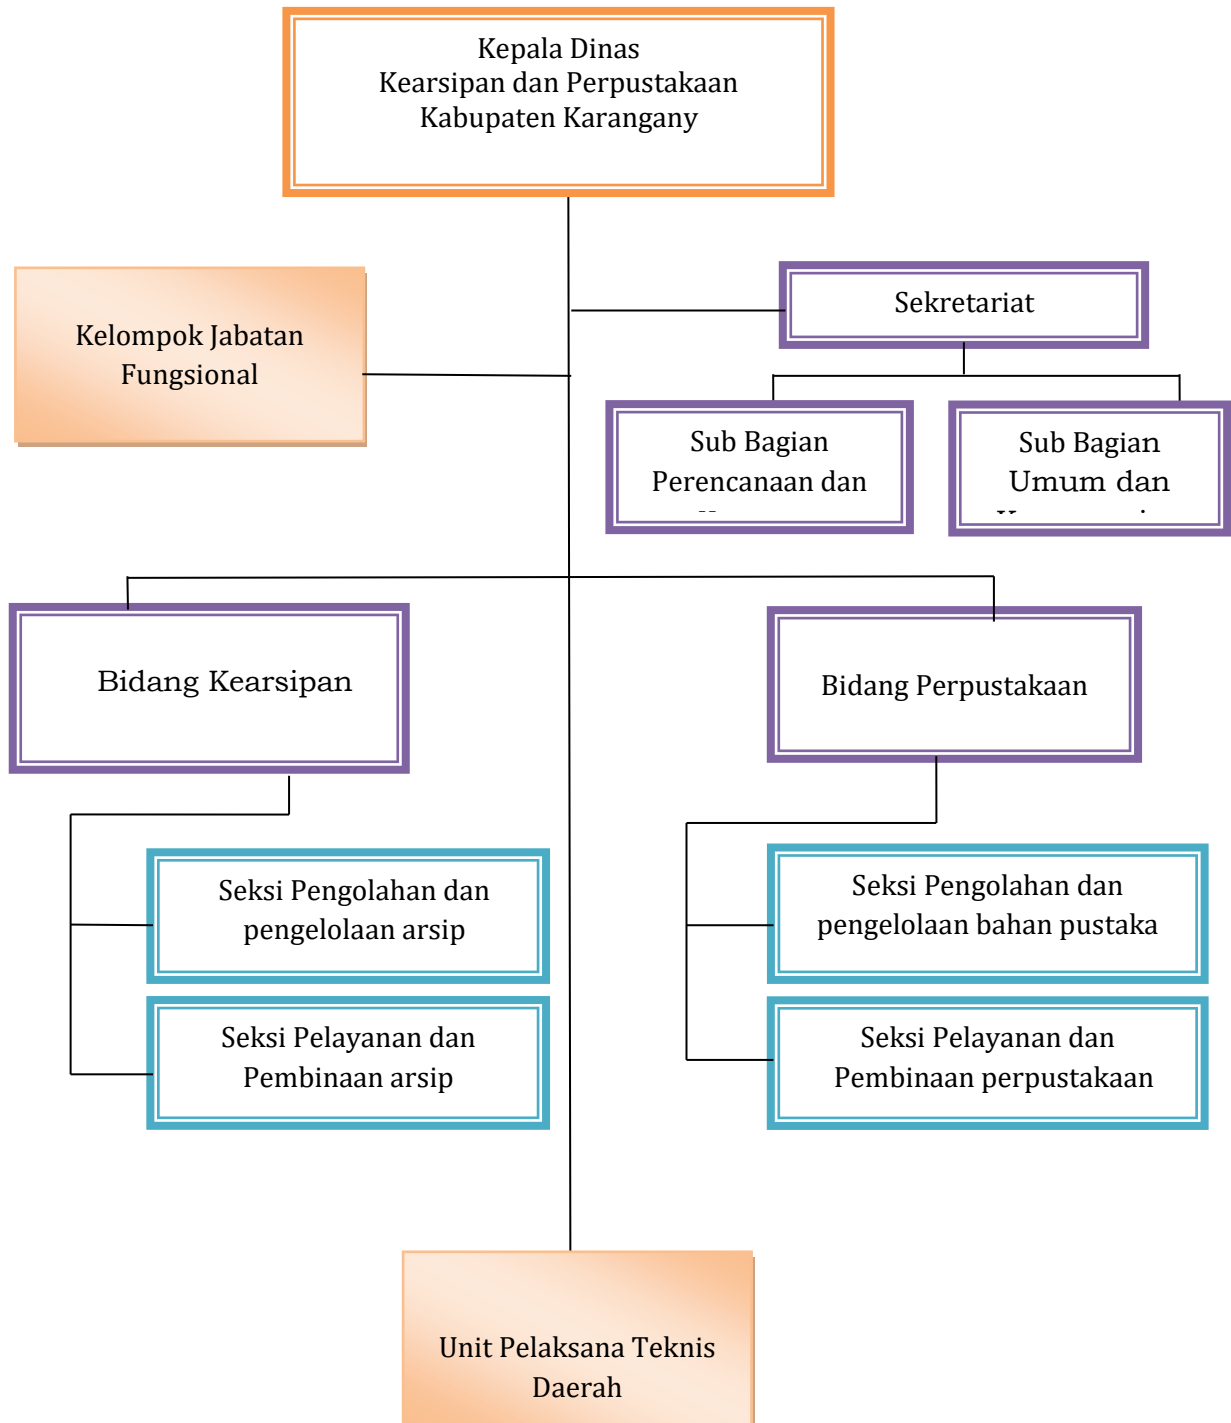 Kepala Dinas
Kearsipan dan Perpustakaan
Kabupaten Karangany
Sekretariat
Kelompok Jabatan
Fungsional
Sub Bagian
Perencanaan dan
Sub Bagian
Umum dan
Bidang Kearsipan
Bidang Perpustakaan
Seksi Pengolahan dan
pengelolaan arsip
Seksi Pelayanan dan
Pembinaan arsip
Seksi Pengolahan dan
pengelolaan bahan pustaka
Seksi Pelayanan dan
Pembinaan perpustakaan
Unit Pelaksana Teknis
Daerah